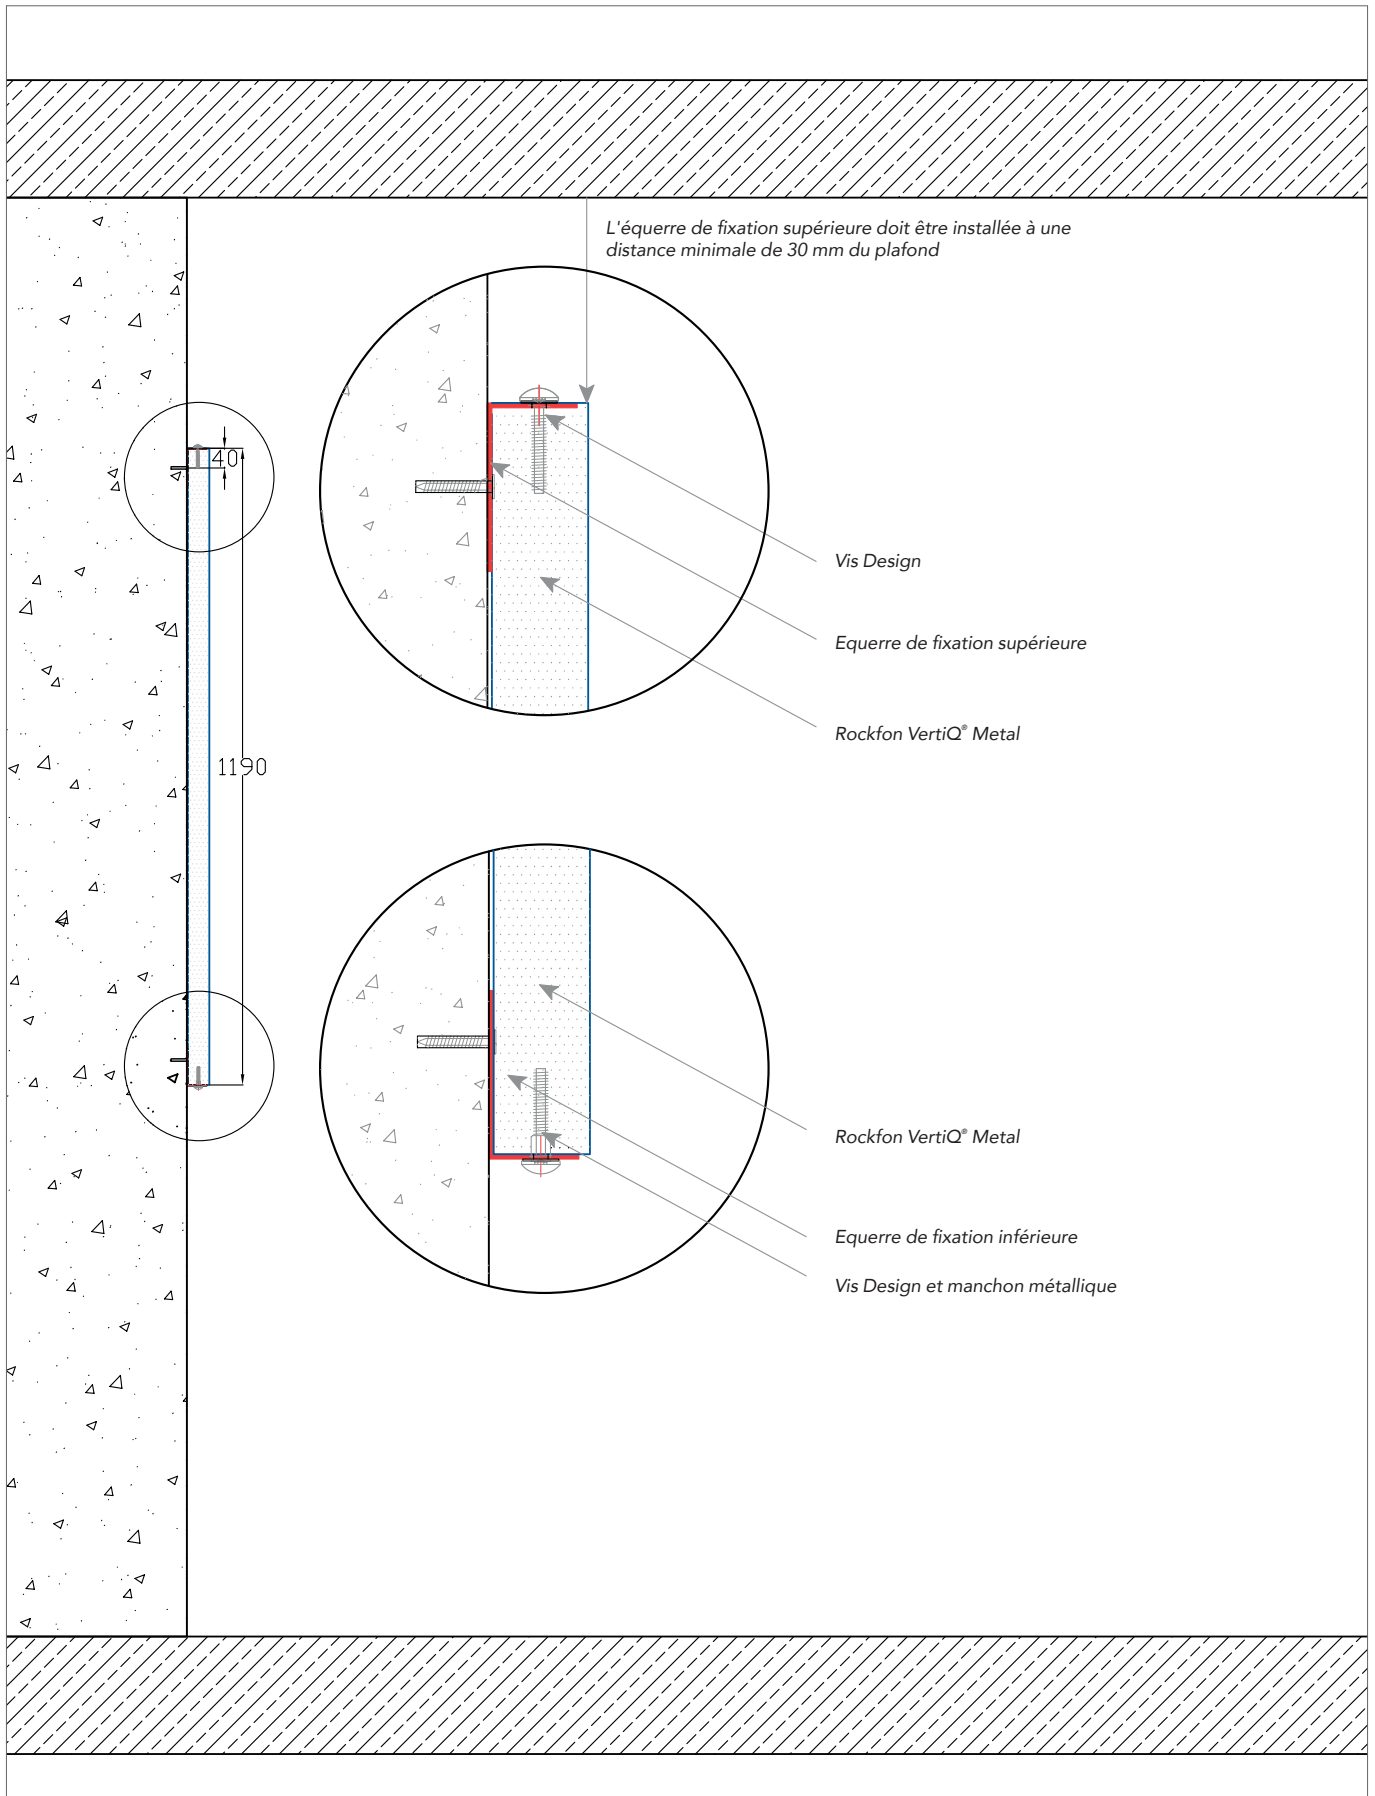 L'équerre de fixation supérieure doit être installée à une
distance minimale de 30 mm du plafond
40
Vis Design
Equerre de fixation supérieure
Rockfon VertiQ® Metal
1190
Rockfon VertiQ® Metal
Equerre de fixation inférieure
Vis Design et manchon métallique